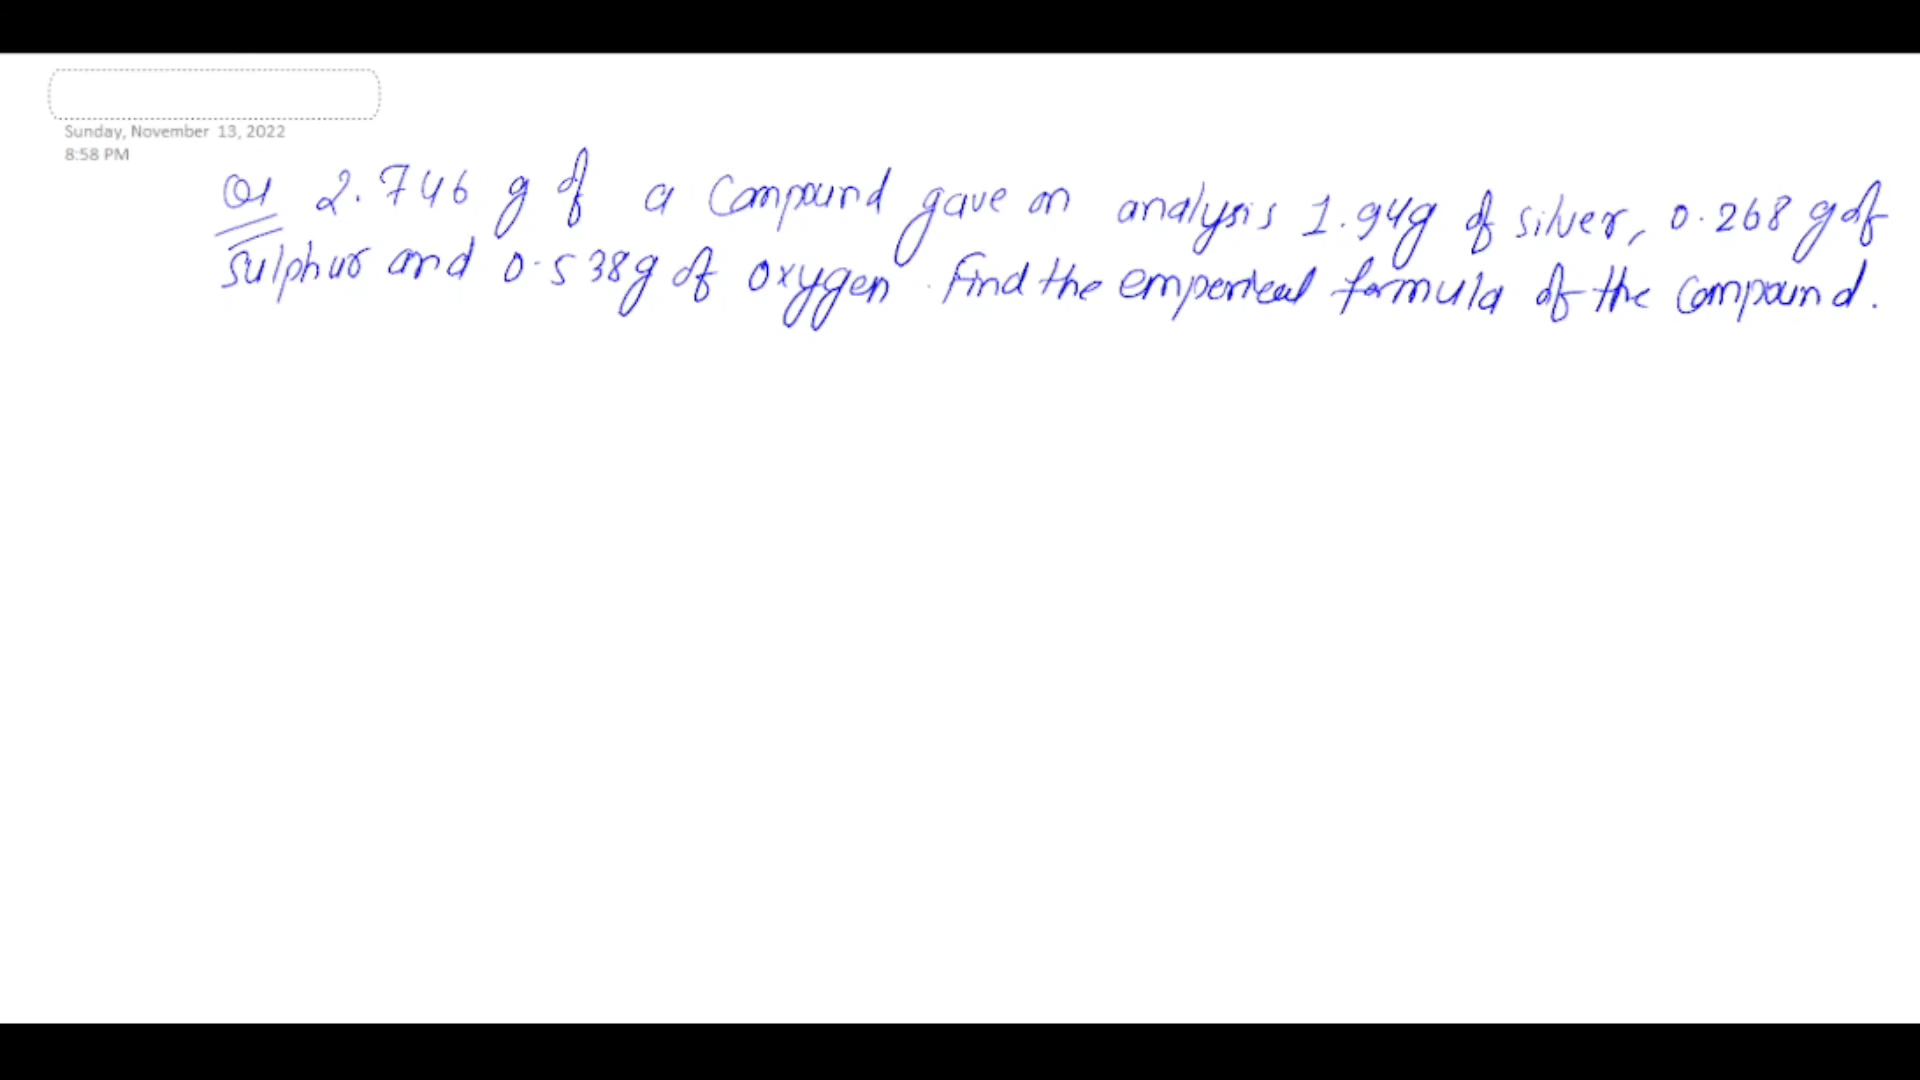 Sunday, November 13, 2022
8:58 PM
Q1 2.746 g of a Compound gave on analysis 1.94g of silver, 0.268 g of
sulphur and 0.538g of oxygen. Find the emperical formula of the compound.